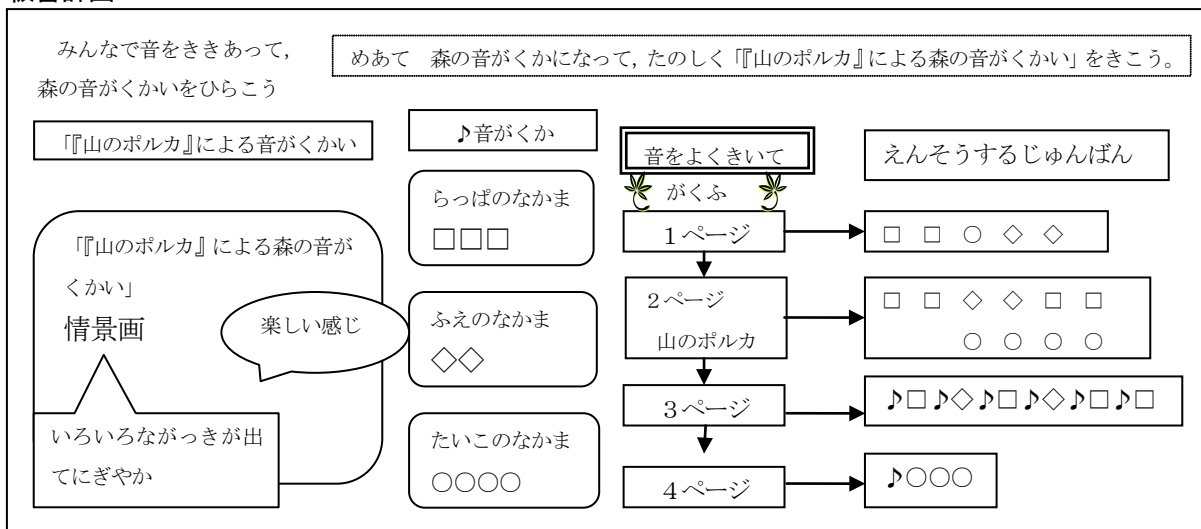 みんなで音をききあって，
森の音がくかいをひらこう
めあて　森の音がくかになって，たのしく「『山のポルカ』による森の音がくかい」をきこう。
「『山のポルカ』による音がくかい
「『山のポルカ』による森の音が
くかい」
情景画
楽しい感じ
いろいろながっきが出
てにぎやか
♪音がくか
らっぱのなかま
□□□
ふえのなかま
◇◇
たいこのなかま
○○○○
音をよくきいて
がくふ
１ページ
２ページ
山のポルカ
３ページ
４ページ
えんそうするじゅんばん
□　□　○　◇　◇
□　□　◇　◇　□　□
○　○　○　○
♪□♪◇♪□♪◇♪□♪□
♪○○○